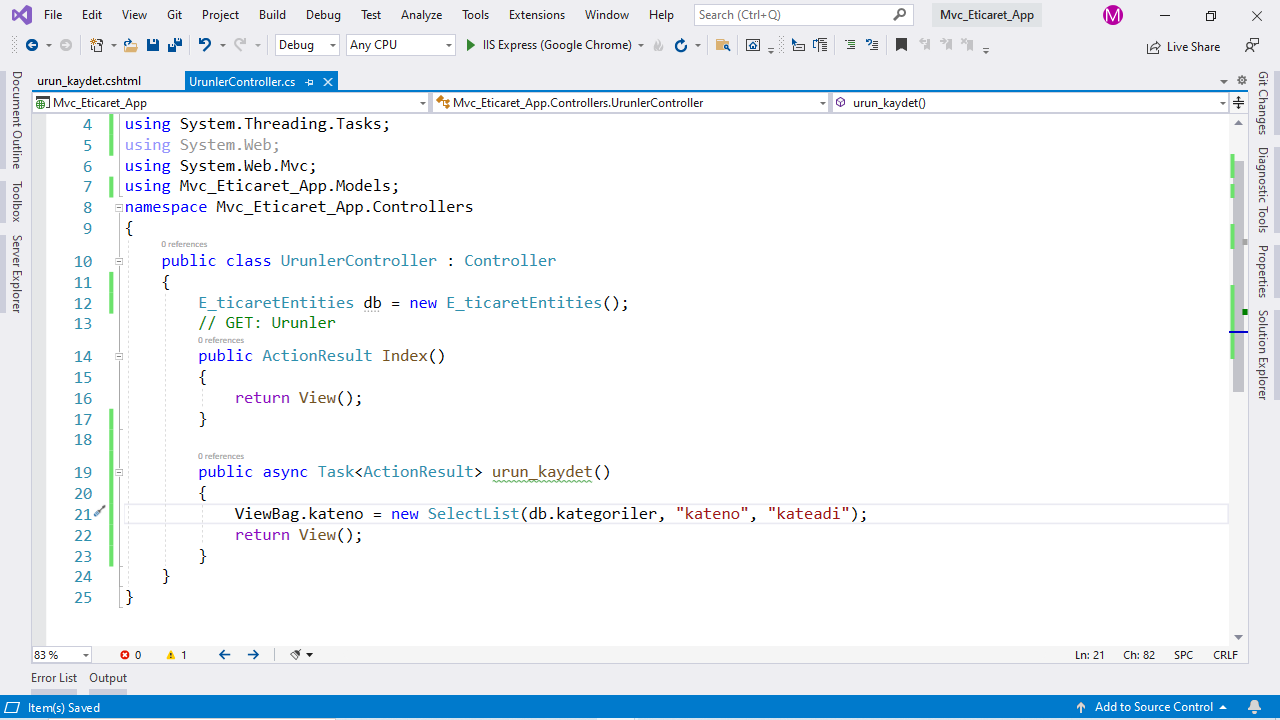 File Edit View Git Project Build Debug Test Analyze Tools Extensions Window Help Search (Ctrl+Q) Mvc_Eticaret_App M
Debug Any CPU IIS Express (Google Chrome) Live Share
urun_kaydet.cshtml UrunlerController.cs
Mvc_Eticaret_App Mvc_Eticaret_App.Controllers.UrunlerController urun_kaydet()
Document Outline
Toolbox
Server Explorer
4 using System.Threading.Tasks;
5 using System.Web;
6 using System.Web.Mvc;
7 using Mvc_Eticaret_App.Models;
8 namespace Mvc_Eticaret_App.Controllers
9 {
0 references
10 public class UrunlerController : Controller
11 {
12 E_ticaretEntities db = new E_ticaretEntities();
13 // GET: Urunler
0 references
14 public ActionResult Index()
15 {
16 return View();
17 }
18
0 references
19 public async Task<ActionResult> urun_kaydet()
20 {
21 ViewBag.kateno = new SelectList(db.kategoriler, "kateno", "kateadi");
22 return View();
23 }
24 }
25 }
Git Changes
Diagnostic Tools
Properties
Solution Explorer
83 % 0 1 Ln: 21 Ch: 82 SPC CRLF
Error List Output
Item(s) Saved Add to Source Control